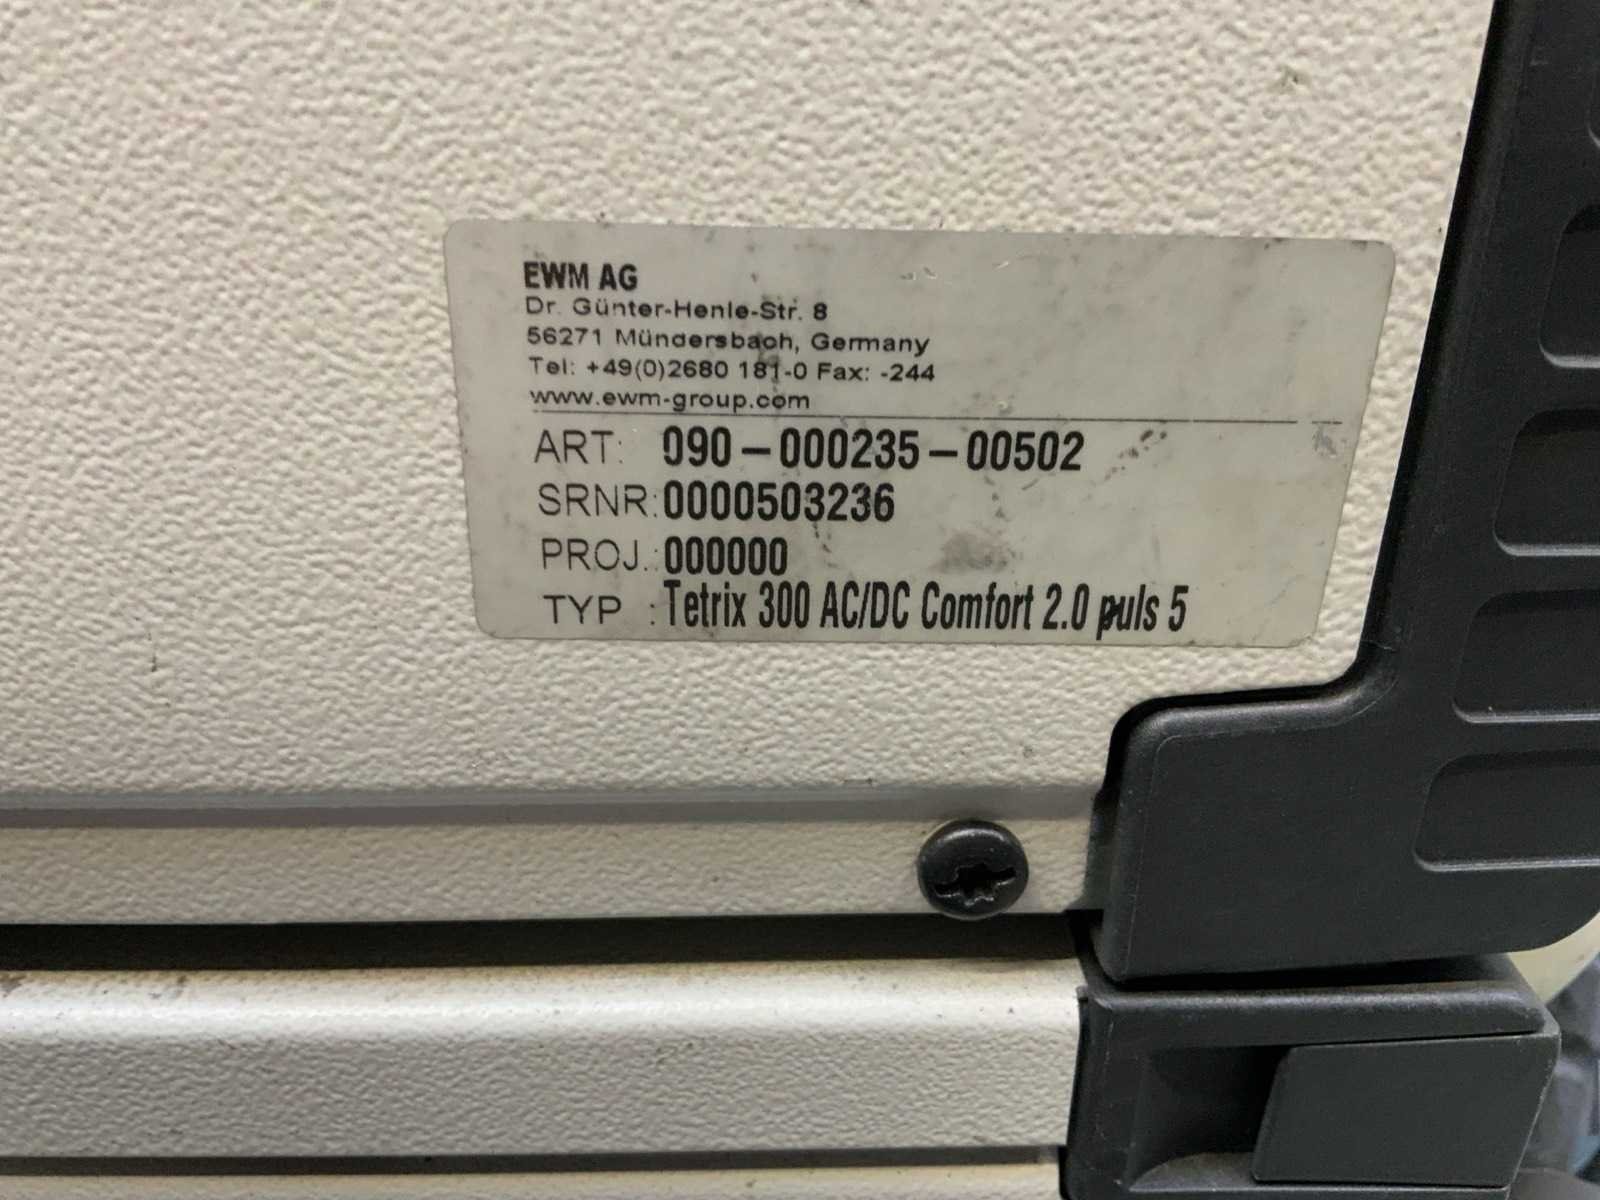 EWM AG
Dr. Günter-Henle-Str. 8
56271 Mündersbach, Germany
Tel: +49(0)2680 181-0 Fax: -244
www.ewm-group.com
ART: 090-000235-00502
SRNR: 0000503236
PROJ.: 000000
TYP : Tetrix 300 AC/DC Comfort 2.0 puls 5